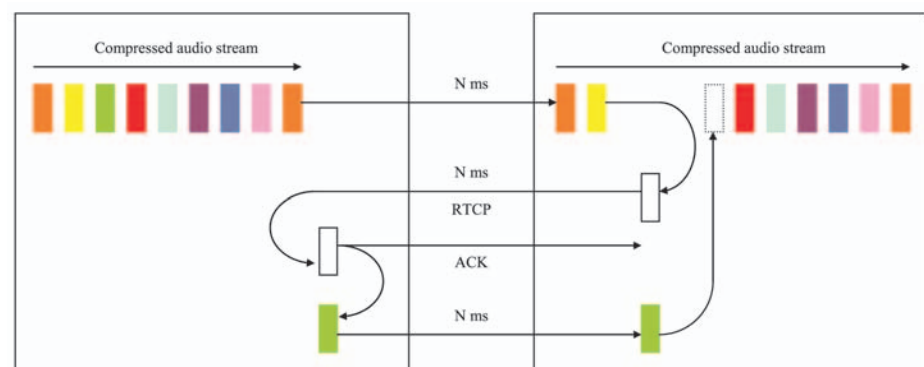 Compressed audio stream
Compressed audio stream
N ms
N ms
RTCP
ACK
N ms